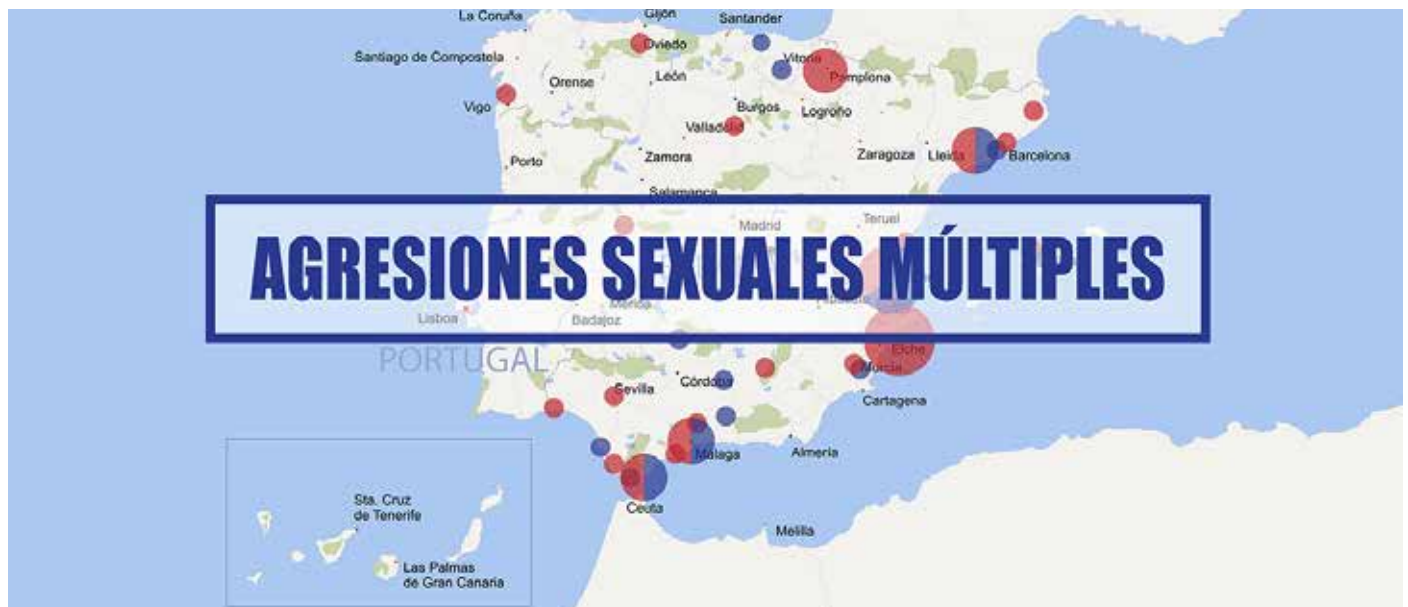 La Coruña
Gijón
Santander
Santiago de Compostela
Oviedo
Vitoria
Pamplona
Orense
León
Burgos
Logroño
Vigo
Valladolid
Zaragoza
Lleida
Barcelona
Porto
Zamora
Salamanca
Madrid
Teruel
AGRESIONES SEXUALES MÚLTIPLES
Mérida
Lisboa
Badajoz
PORTUGAL
Elche
Murcia
Sevilla
Córdoba
Cartagena
Málaga
Almería
Ceuta
Melilla
Sta. Cruz
de Tenerife
Las Palmas
de Gran Canaria